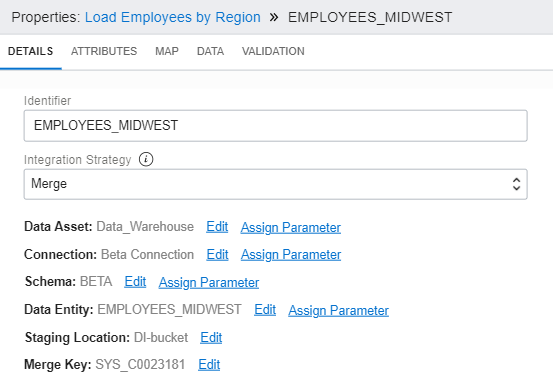 Properties: Load Employees by Region » EMPLOYEES_MIDWEST
DETAILS ATTRIBUTES MAP DATA VALIDATION
Identifier
EMPLOYEES_MIDWEST
Integration Strategy i
Merge
Data Asset: Data_Warehouse Edit Assign Parameter
Connection: Beta Connection Edit Assign Parameter
Schema: BETA Edit Assign Parameter
Data Entity: EMPLOYEES_MIDWEST Edit Assign Parameter
Staging Location: DI-bucket Edit
Merge Key: SYS_C0023181 Edit